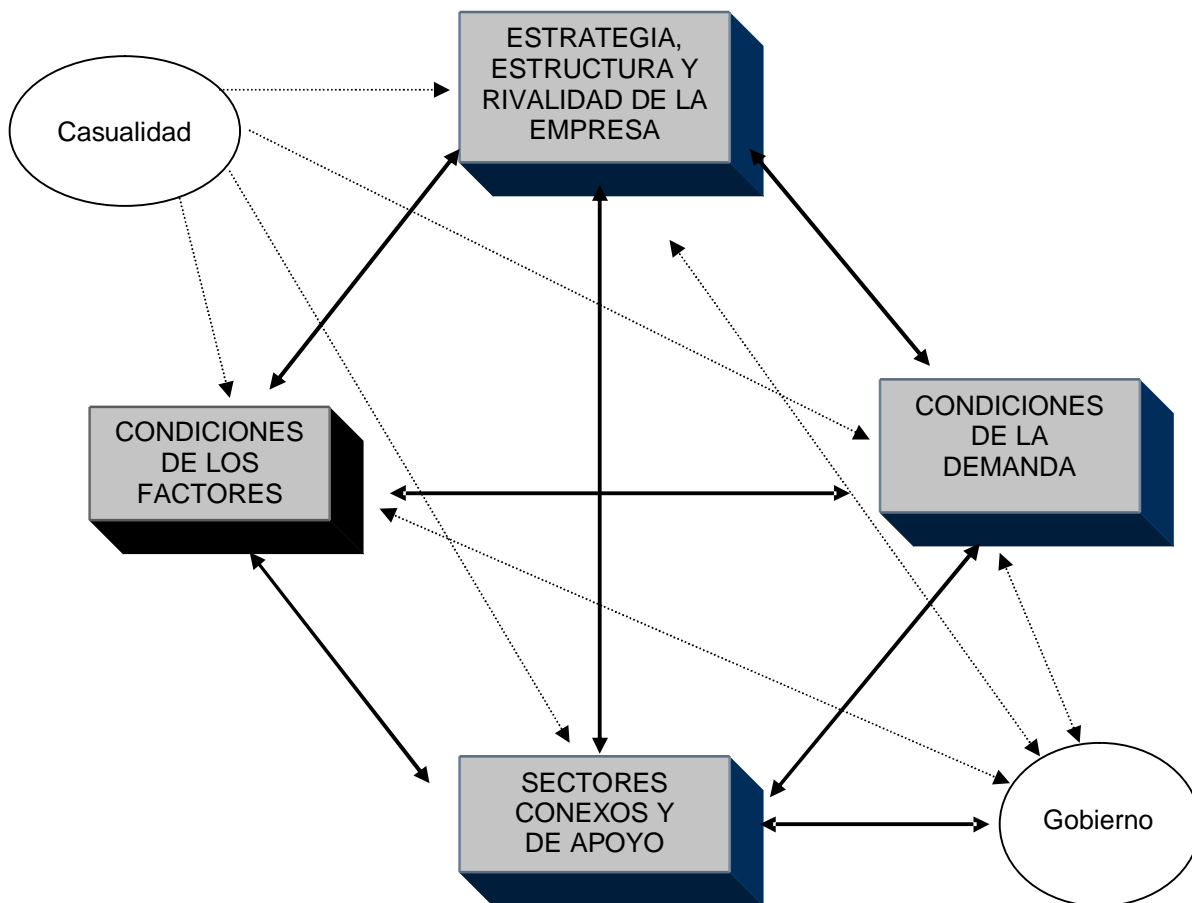 ESTRATEGIA,
ESTRUCTURA Y
RIVALIDAD DE LA
EMPRESA
Casualidad
CONDICIONES
DE LOS
FACTORES
CONDICIONES
DE LA
DEMANDA
SECTORES
CONEXOS Y
DE APOYO
Gobierno